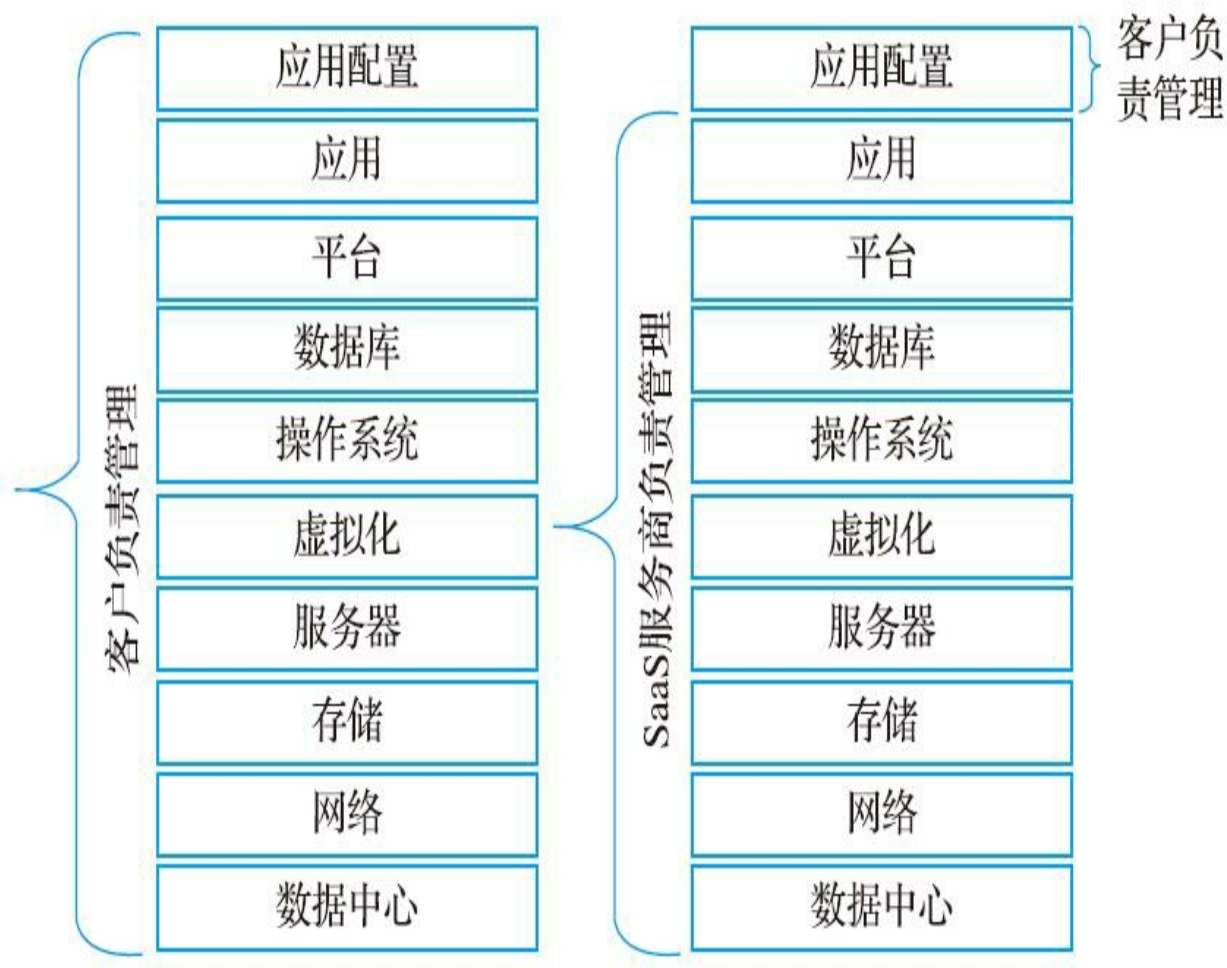 客户负责管理
应用配置
应用
平台
数据库
操作系统
虚拟化
服务器
存储
网络
数据中心
SaaS服务商负责管理
应用配置
应用
平台
数据库
操作系统
虚拟化
服务器
存储
网络
数据中心
客户负
责管理